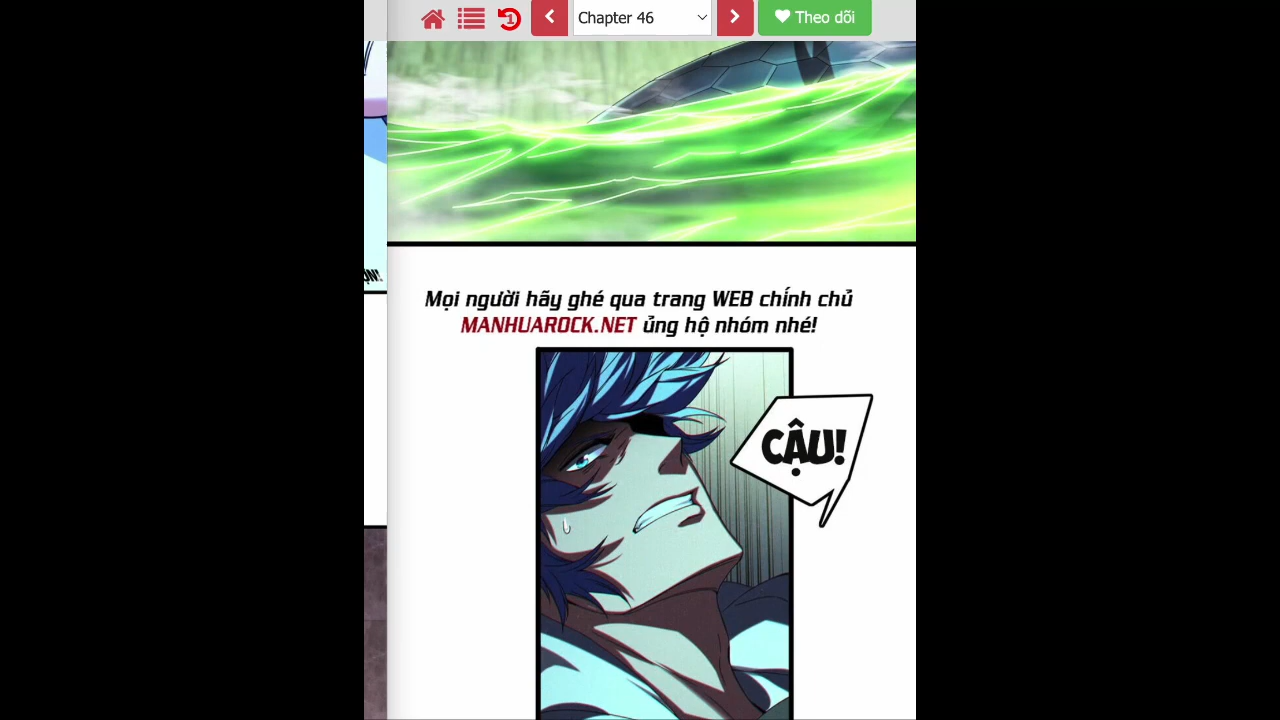 1
Chapter 46
Theo dõi
Mọi người hãy ghé qua trang WEB chính chủ
MANHUAROCK.NET ủng hộ nhóm nhé!
CẬU!